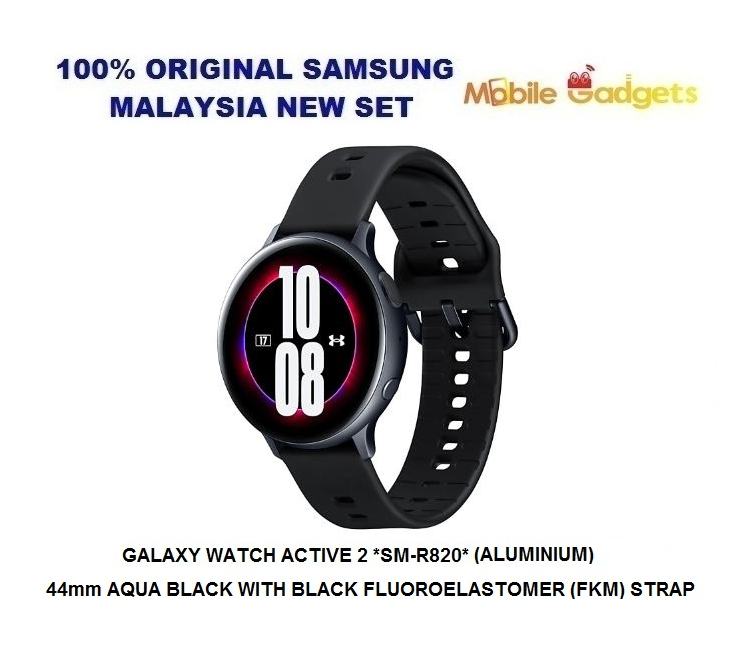 100% ORIGINAL SAMSUNG
MALAYSIA NEW SET
Mobile Gadgets
10
17
08
GALAXY WATCH ACTIVE 2 *SM-R820* (ALUMINIUM)
44mm AQUA BLACK WITH BLACK FLUOROELASTOMER (FKM) STRAP